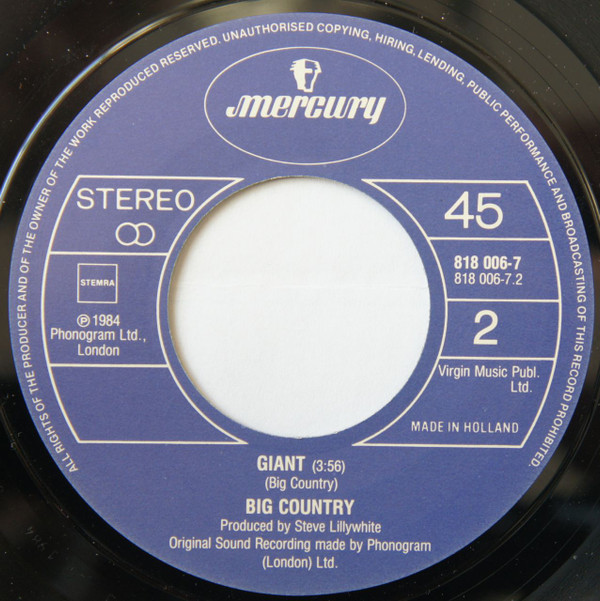 ALL RIGHTS OF THE PRODUCER AND OF THE OWNER OF THE WORK REPRODUCED RESERVED. UNAUTHORISED COPYING, HIRING, LENDING, PUBLIC PERFORMANCE AND BROADCASTING OF THIS RECORD PROHIBITED.
mercury
STEREO
STEMRA
℗ 1984
Phonogram Ltd.,
London
45
818 006-7
818 006-7.2
2
Virgin Music Publ.
Ltd.
MADE IN HOLLAND
GIANT (3:56)
(Big Country)
BIG COUNTRY
Produced by Steve Lillywhite
Original Sound Recording made by Phonogram
(London) Ltd.